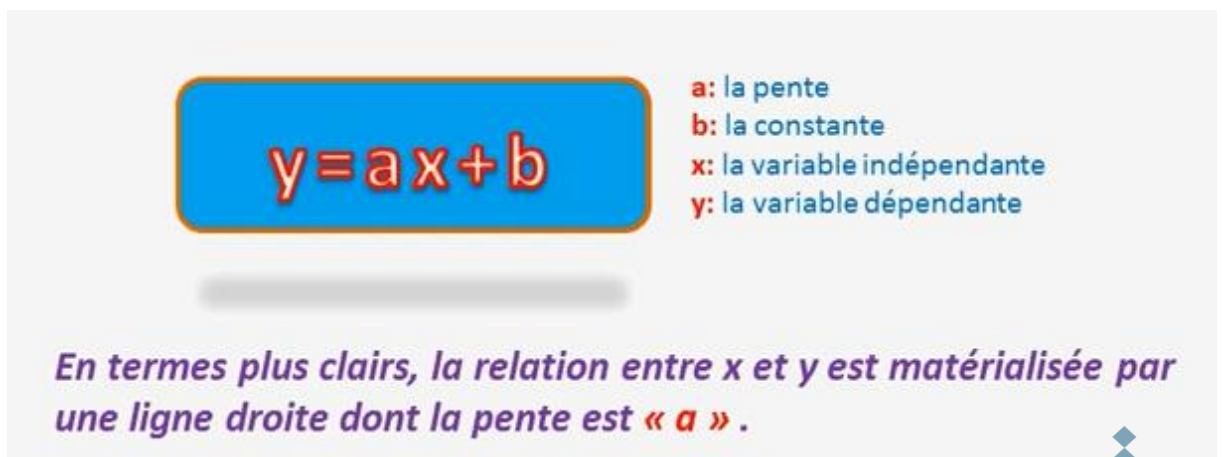 y = a x + b
a: la pente
b: la constante
x: la variable indépendante
y: la variable dépendante
En termes plus clairs, la relation entre x et y est matérialisée par
une ligne droite dont la pente est « a » .